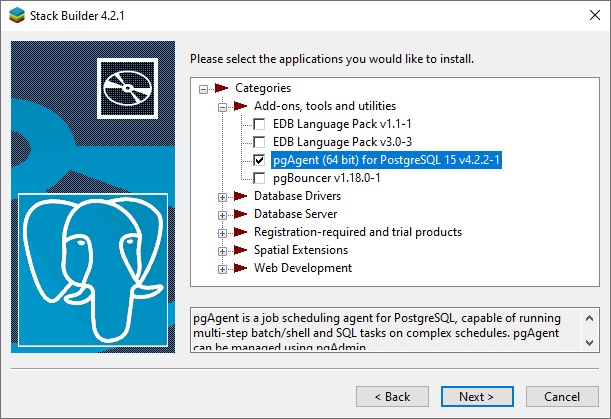 Stack Builder 4.2.1
Please select the applications you would like to install.
Categories
Add-ons, tools and utilities
EDB Language Pack v1.1-1
EDB Language Pack v3.0-3
pgAgent (64 bit) for PostgreSQL 15 v4.2.2-1
pgBouncer v1.18.0-1
Database Drivers
Database Server
Registration-required and trial products
Spatial Extensions
Web Development
pgAgent is a job scheduling agent for PostgreSQL, capable of running
multi-step batch/shell and SQL tasks on complex schedules. pgAgent
can be managed using pgAdmin
< Back
Next >
Cancel